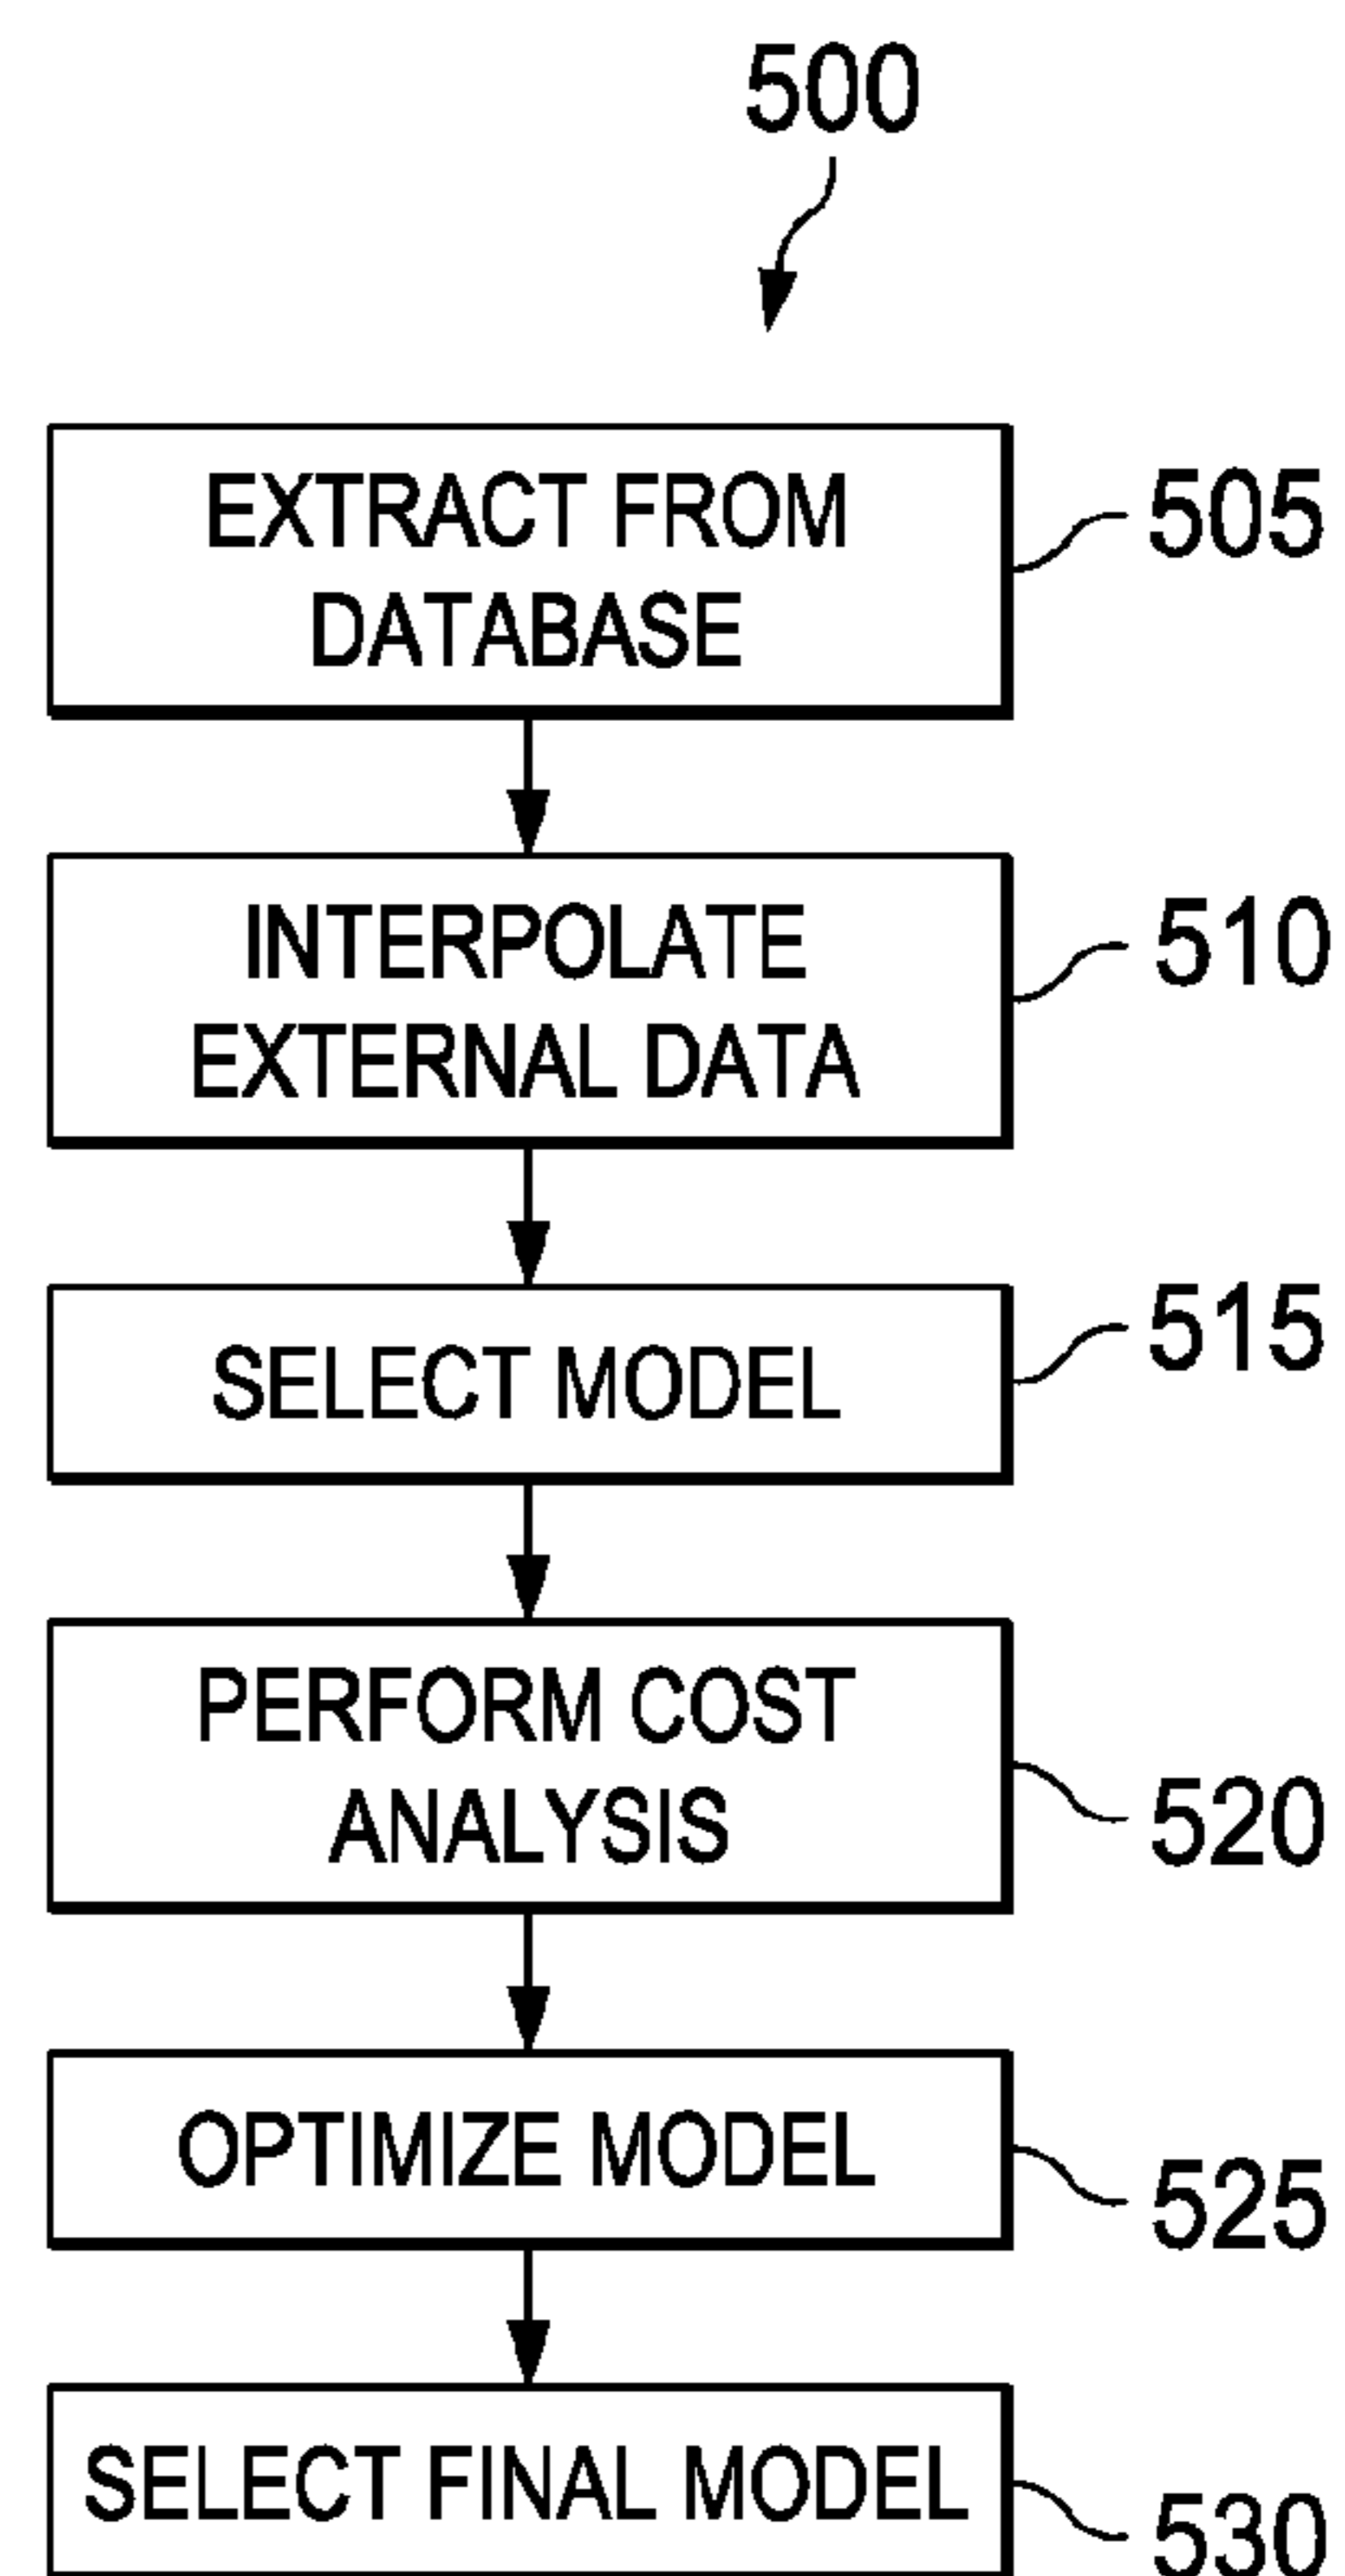 500
EXTRACT FROM
DATABASE
505
INTERPOLATE
EXTERNAL DATA
510
SELECT MODEL
515
PERFORM COST
ANALYSIS
520
OPTIMIZE MODEL
525
SELECT FINAL MODEL
530